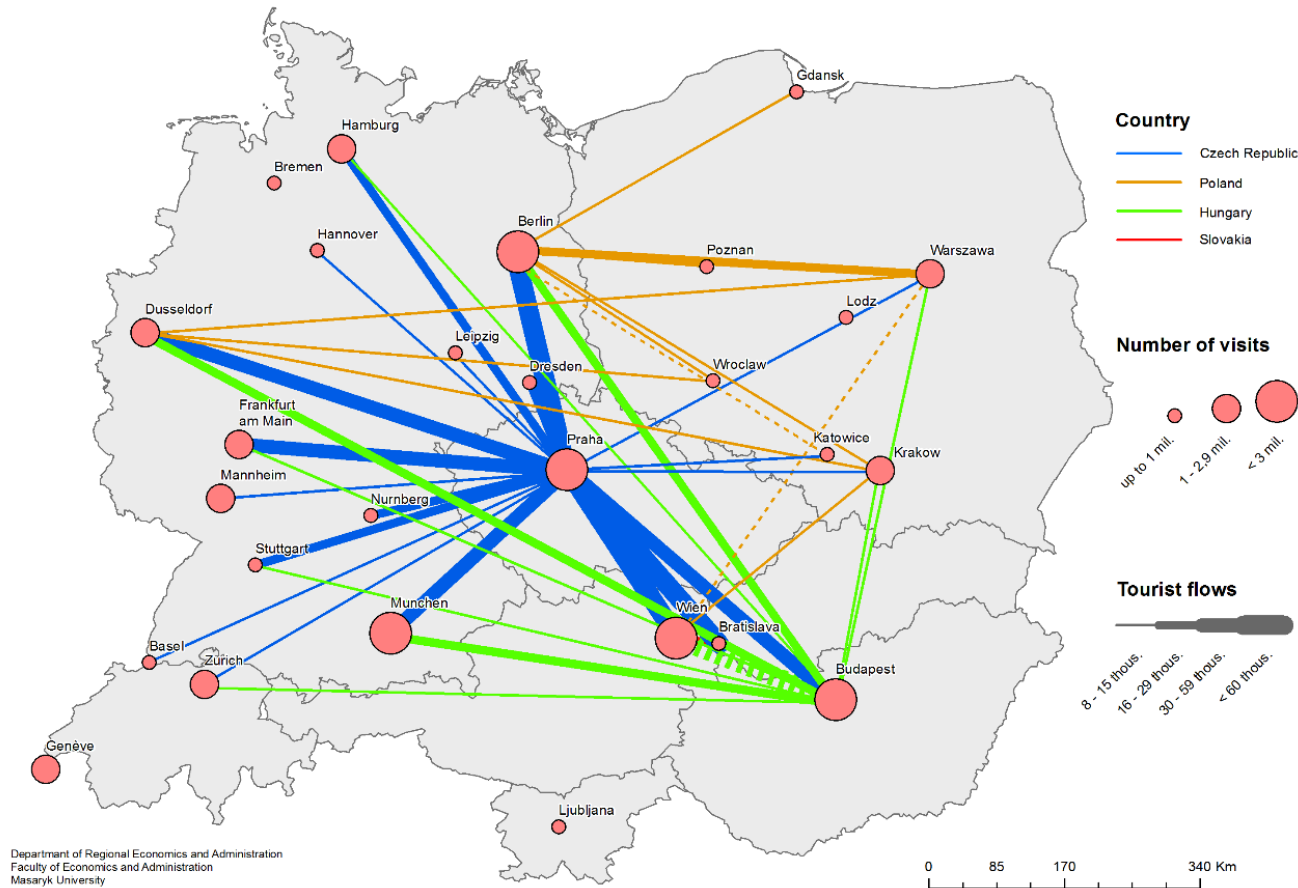 Gdansk
Hamburg
Bremen
Berlin
Hannover
Poznan
Warszawa
Dusseldorf
Lodz
Leipzig
Dresden
Wroclaw
Frankfurt
am Main
Praha
Katowice
Krakow
Mannheim
Nurnberg
Stuttgart
Munchen
Wien
Bratislava
Basel
Zurich
Budapest
Genève
Ljubljana
Country
Czech Republic
Poland
Hungary
Slovakia
Number of visits
up to 1 mil.
1 - 2,9 mil.
< 3 mil.
Tourist flows
8 - 15 thous.
16 - 29 thous.
30 - 59 thous.
< 60 thous.
Departmant of Regional Economics and Administration
Faculty of Economics and Administration
Masaryk University
0 85 170 340 Km